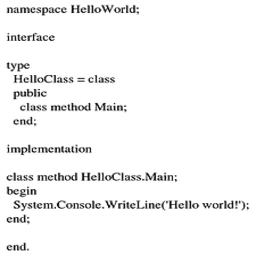 namespace HelloWorld;

interface

type
  HelloClass = class
  public
    class method Main;
  end;

implementation

class method HelloClass.Main;
begin
  System.Console.WriteLine('Hello world!');
end;

end.